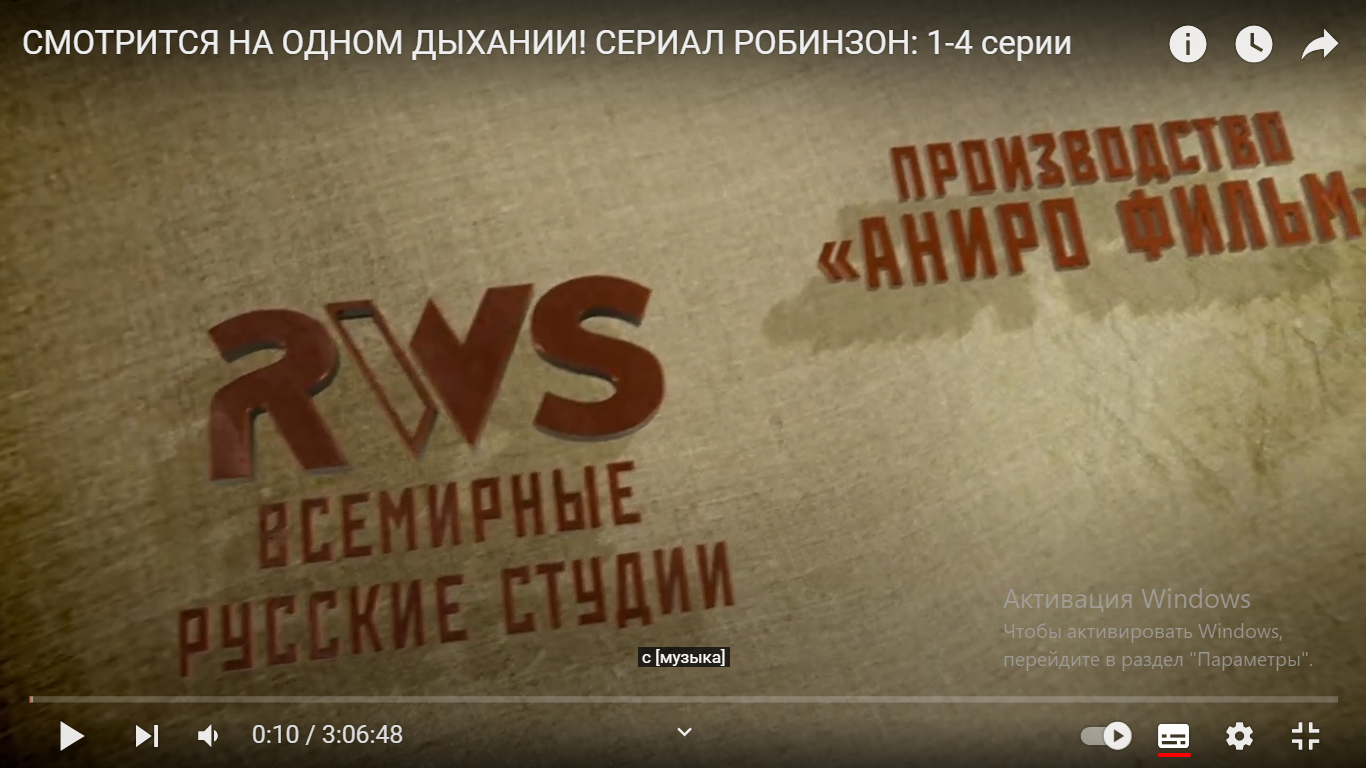 СМОТРИТСЯ НА ОДНОМ ДЫХАНИИ! СЕРИАЛ РОБИНЗОН: 1-4 серии
ПРОИЗВОДСТВО
«АНИРО ФИЛЬМ»
RWS
ВСЕМИРНЫЕ
РУССКИЕ СТУДИИ
Активация Windows
Чтобы активировать Windows,
перейдите в раздел "Параметры".
с [музыка]
0:10 / 3:06:48